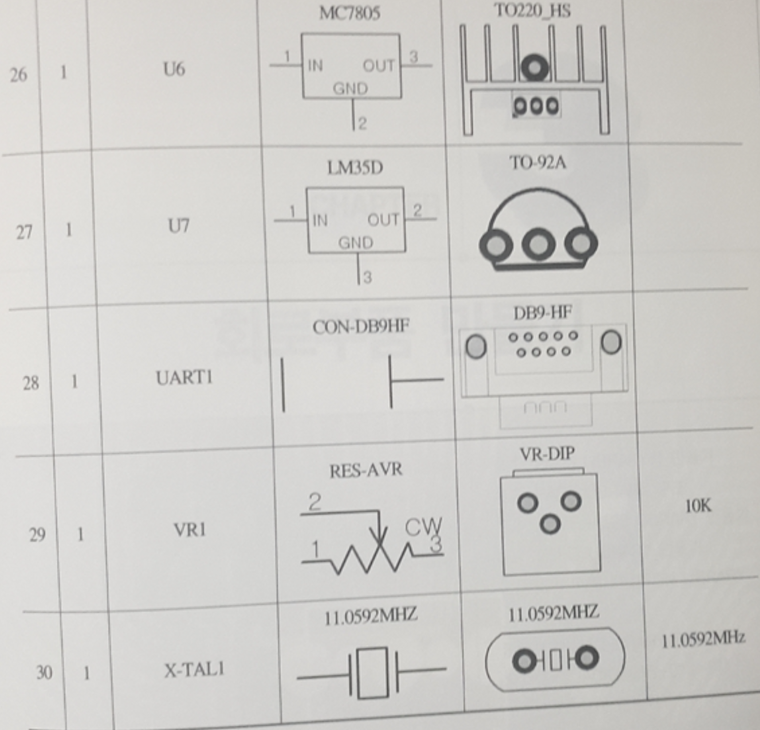 MC7805
TO220_HS
26
1
U6
1
IN
OUT
3
GND
2
LM35D
TO-92A
27
1
U7
1
IN
OUT
2
GND
3
CON-DB9HF
DB9-HF
28
1
UART1
RES-AVR
VR-DIP
29
1
VR1
2
CW
1
3
10K
11.0592MHZ
11.0592MHZ
30
1
X-TAL1
11.0592MHz